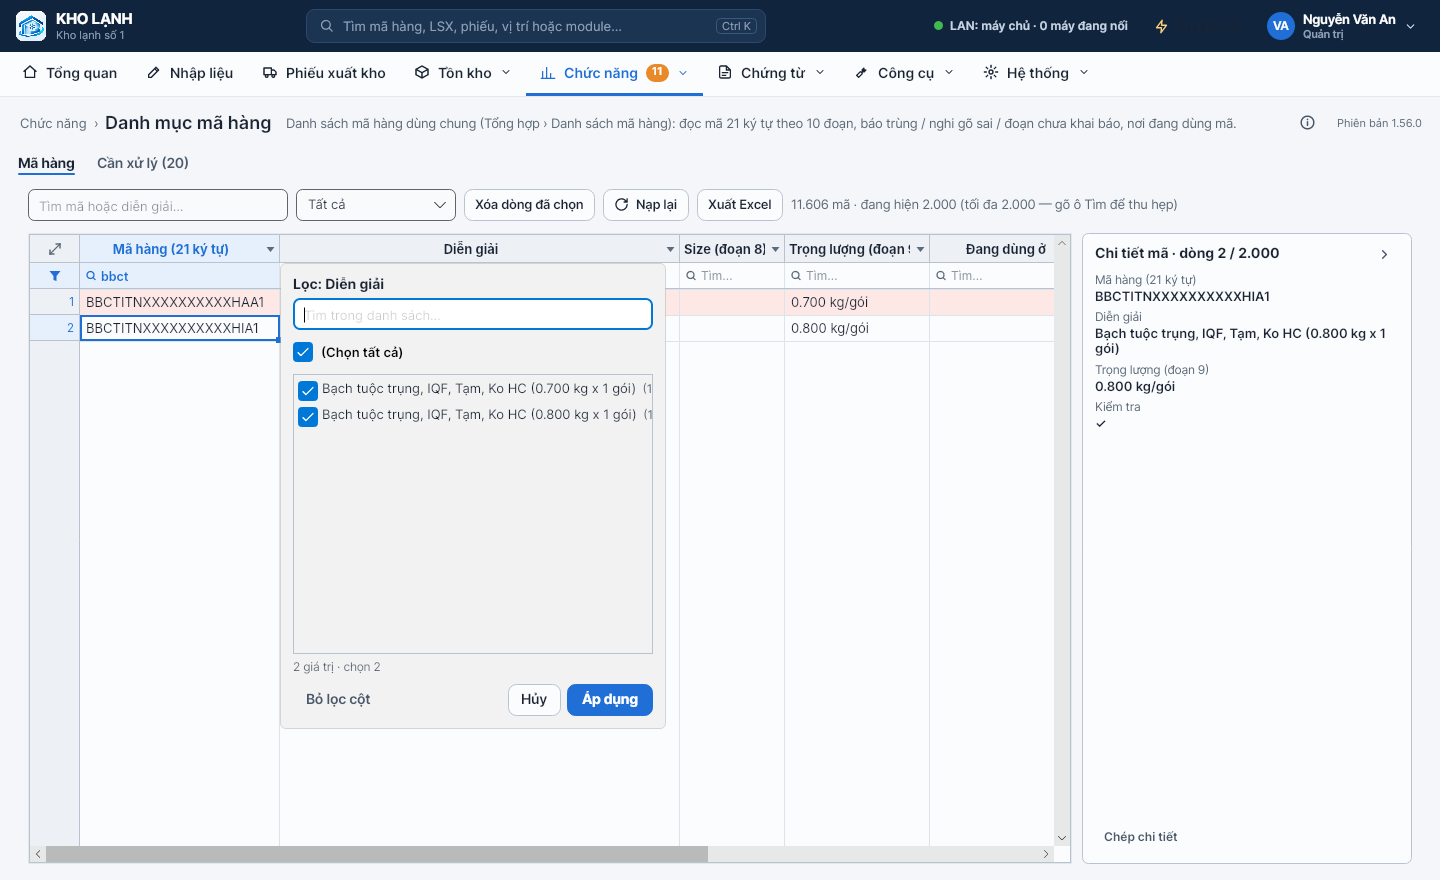 KHO LẠNH
Kho lạnh số 1
Tìm mã hàng, LSX, phiếu, vị trí hoặc module...
Ctrl K
LAN: máy chủ · 0 máy đang nối
VA
Nguyễn Văn An
Quản trị
Tổng quan
Nhập liệu
Phiếu xuất kho
Tồn kho
Chức năng
11
Chứng từ
Công cụ
Hệ thống
Chức năng › Danh mục mã hàng
Danh sách mã hàng dùng chung (Tổng hợp › Danh sách mã hàng): đọc mã 21 ký tự theo 10 đoạn, báo trùng / nghi gõ sai / đoạn chưa khai báo, nơi đang dùng mã.
Phiên bản 1.56.0
Mã hàng
Cần xử lý (20)
Tìm mã hoặc diễn giải...
Tất cả
Xóa dòng đã chọn
Nạp lại
Xuất Excel
11.606 mã · đang hiện 2.000 (tối đa 2.000 — gõ ô Tìm để thu hẹp)
Mã hàng (21 ký tự)
Diễn giải
Size (đoạn 8)
Trọng lượng (đoạn
Đang dùng ở
bbct
Tìm...
Tìm...
Tìm...
1
BBCTITNXXXXXXXXXXHAA1
0.700 kg/gói
2
BBCTITNXXXXXXXXXXHIA1
0.800 kg/gói
Lọc: Diễn giải
Tìm trong danh sách...
(Chọn tất cả)
Bạch tuộc trụng, IQF, Tạm, Ko HC (0.700 kg x 1 gói) (1
Bạch tuộc trụng, IQF, Tạm, Ko HC (0.800 kg x 1 gói) (1
2 giá trị · chọn 2
Bỏ lọc cột
Hủy
Áp dụng
Chi tiết mã · dòng 2 / 2.000
Mã hàng (21 ký tự)
BBCTITNXXXXXXXXXXHIA1
Diễn giải
Bạch tuộc trụng, IQF, Tạm, Ko HC (0.800 kg x 1
gói)
Trọng lượng (đoạn 9)
0.800 kg/gói
Kiểm tra
✓
Chép chi tiết